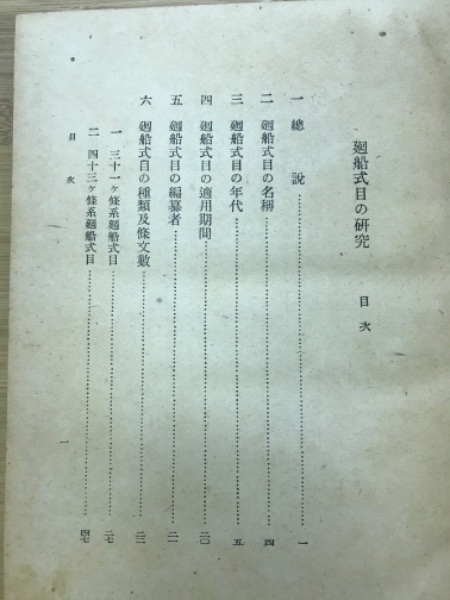 廻船式目の研究 目次
一 總說 一
二 廻船式目の名稱 四
三 廻船式目の年代 五
四 廻船式目の適用期間 二〇
五 廻船式目の編纂者 二一
六 廻船式目の種類及條文數 二三
一 三十一ヶ條系廻船式目 二七
二 四十三ヶ條系廻船式目 四七
目次
一